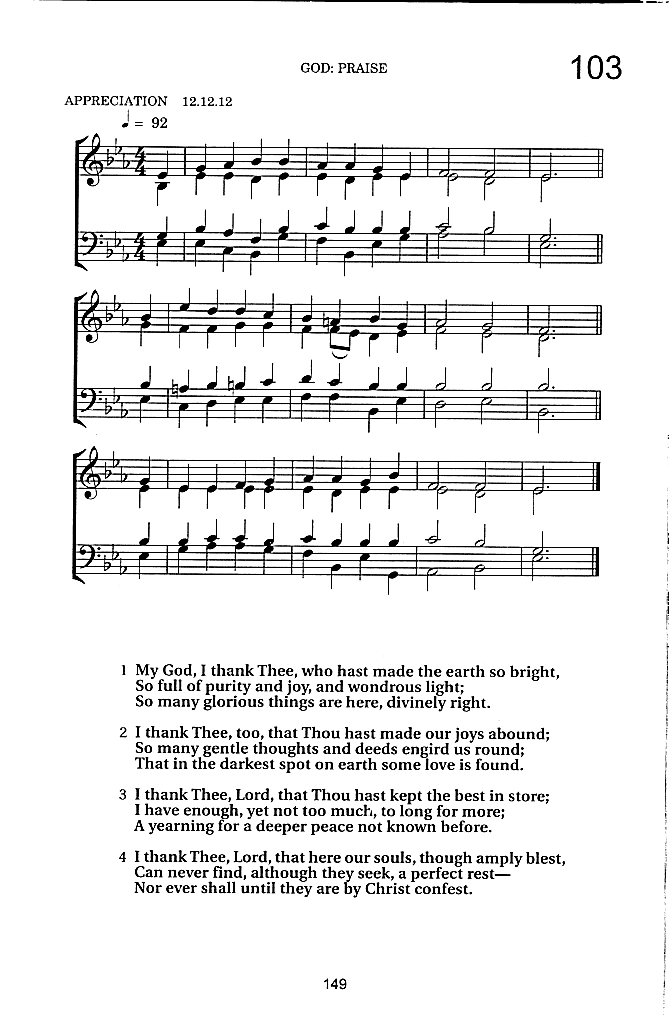 GOD: PRAISE
103
APPRECIATION 12.12.12
♩ = 92
1 My God, I thank Thee, who hast made the earth so bright,
So full of purity and joy, and wondrous light;
So many glorious things are here, divinely right.
2 I thank Thee, too, that Thou hast made our joys abound;
So many gentle thoughts and deeds engird us round;
That in the darkest spot on earth some love is found.
3 I thank Thee, Lord, that Thou hast kept the best in store;
I have enough, yet not too much, to long for more;
A yearning for a deeper peace not known before.
4 I thank Thee, Lord, that here our souls, though amply blest,
Can never find, although they seek, a perfect rest—
Nor ever shall until they are by Christ confest.
149